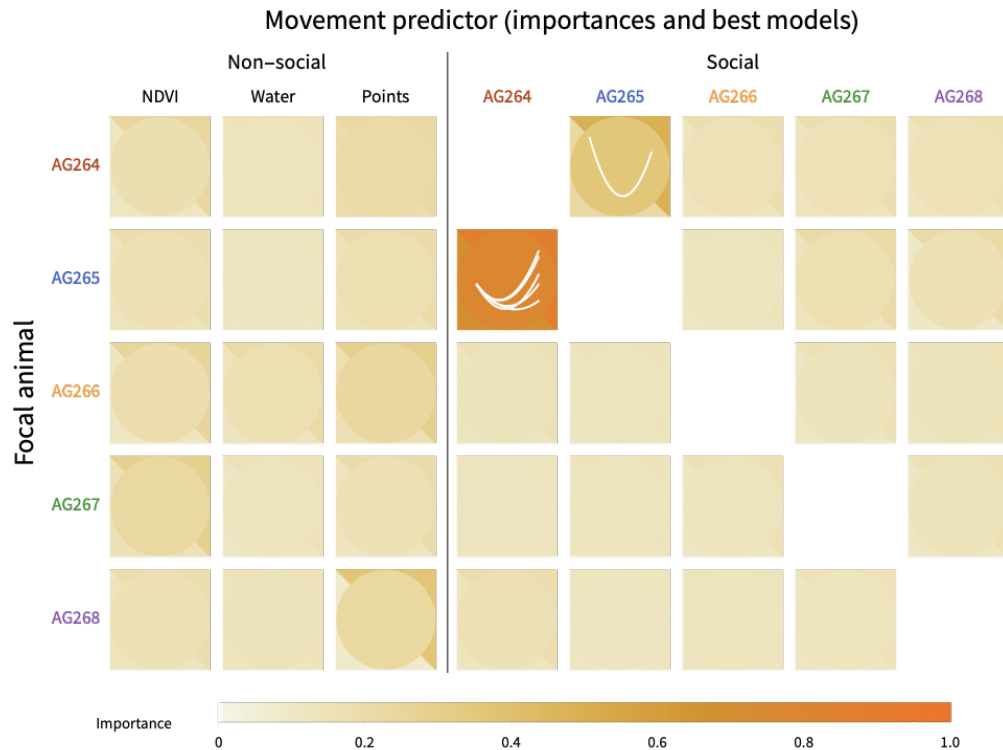 Movement predictor (importances and best models)
Non−social
Social
NDVI
Water
Points
AG264
AG265
AG266
AG267
AG268
Focal animal
AG264
AG265
AG266
AG267
AG268
Importance
0
0.2
0.4
0.6
0.8
1.0